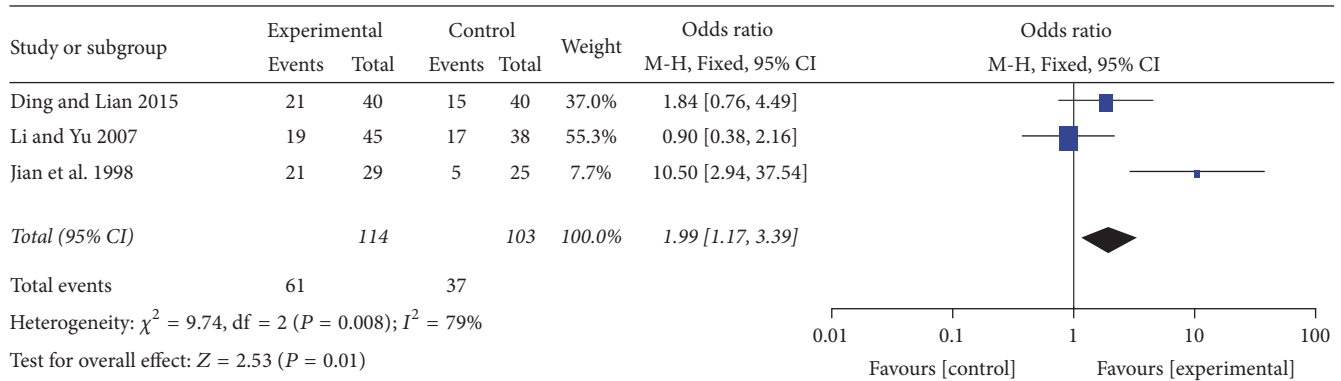 Study or subgroup Experimental Control Weight Odds ratio Odds ratio
Events Total Events Total M-H, Fixed, 95% CI M-H, Fixed, 95% CI
Ding and Lian 2015 21 40 15 40 37.0% 1.84 [0.76, 4.49]
Li and Yu 2007 19 45 17 38 55.3% 0.90 [0.38, 2.16]
Jian et al. 1998 21 29 5 25 7.7% 10.50 [2.94, 37.54]
Total (95% CI) 114 103 100.0% 1.99 [1.17, 3.39]
Total events 61 37
Heterogeneity: χ² = 9.74, df = 2 (P = 0.008); I² = 79%
Test for overall effect: Z = 2.53 (P = 0.01)
0.01 0.1 1 10 100
Favours [control] Favours [experimental]